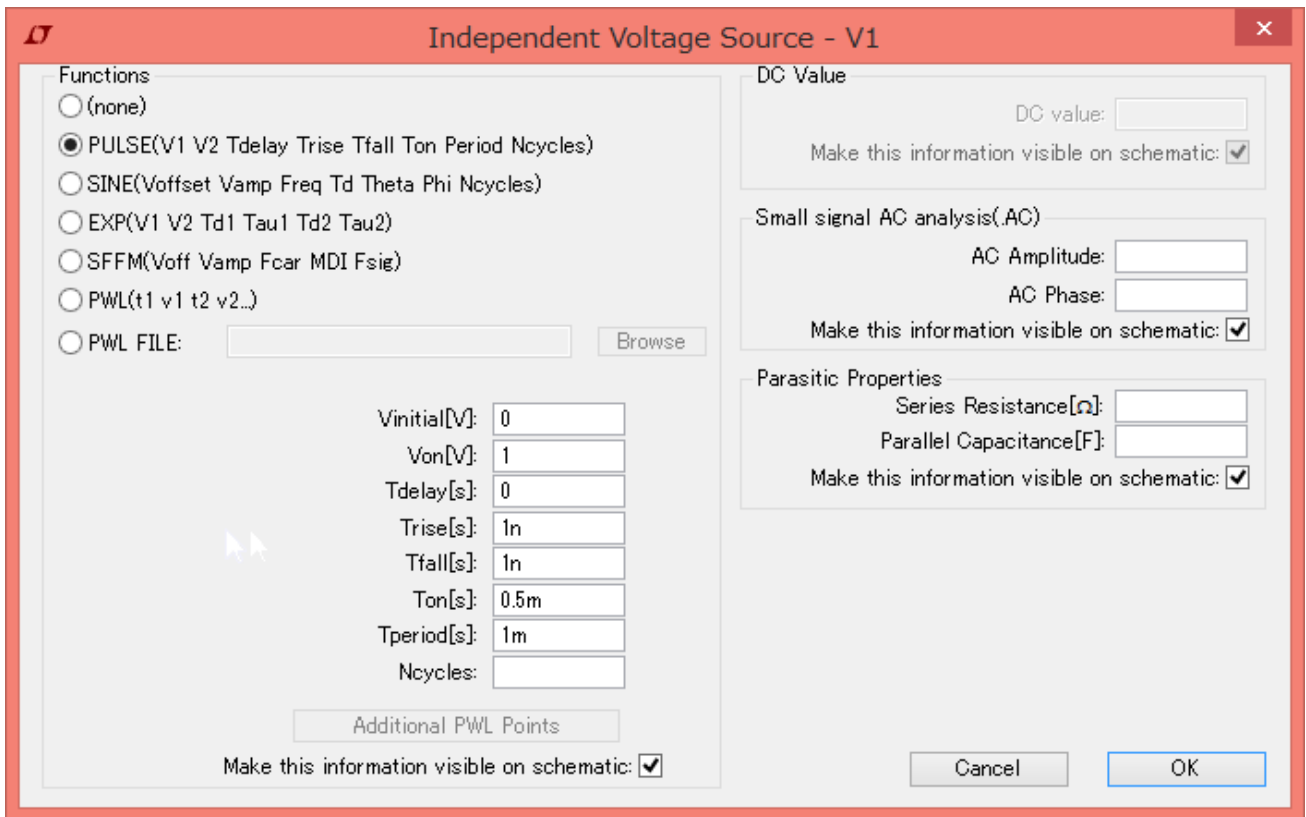 Independent Voltage Source - V1
Functions
(none)
PULSE(V1 V2 Tdelay Trise Tfall Ton Period Ncycles)
SINE(Voffset Vamp Freq Td Theta Phi Ncycles)
EXP(V1 V2 Td1 Tau1 Td2 Tau2)
SFFM(Voff Vamp Fcar MDI Fsig)
PWL(t1 v1 t2 v2...)
PWL FILE: Browse
Vinitial[V]: 0
Von[V]: 1
Tdelay[s]: 0
Trise[s]: 1n
Tfall[s]: 1n
Ton[s]: 0.5m
Tperiod[s]: 1m
Ncycles:
Additional PWL Points
Make this information visible on schematic:
DC Value
DC value:
Make this information visible on schematic:
Small signal AC analysis(.AC)
AC Amplitude:
AC Phase:
Make this information visible on schematic:
Parasitic Properties
Series Resistance[Ω]:
Parallel Capacitance[F]:
Make this information visible on schematic:
Cancel OK